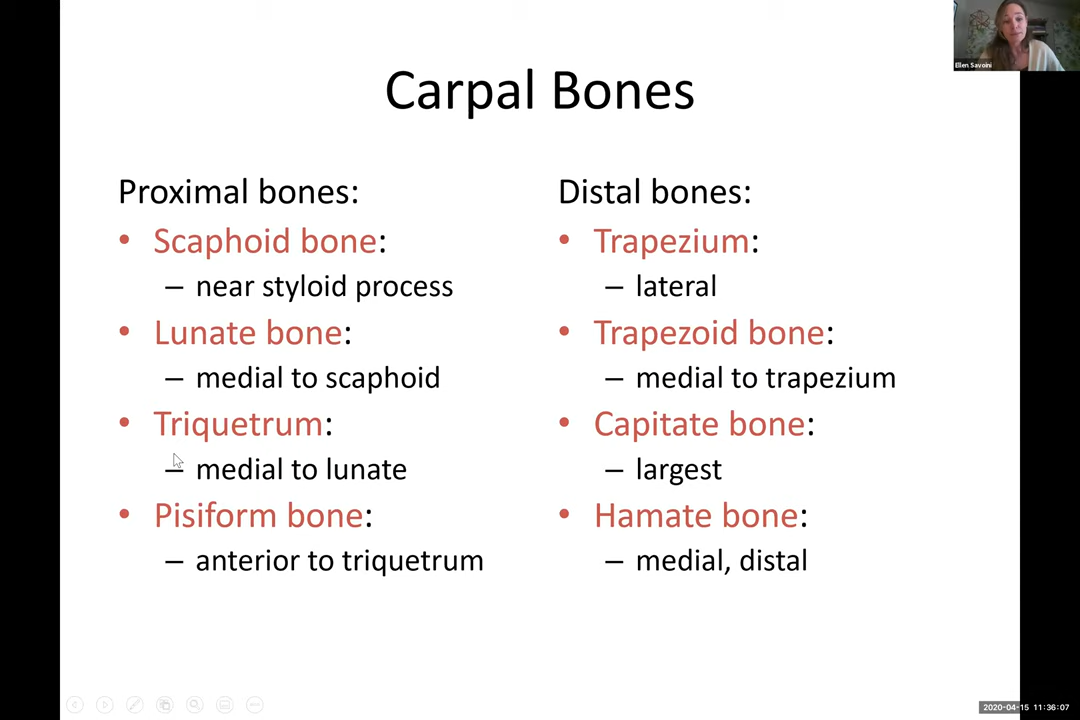 Ellen Savoini
Carpal Bones
Proximal bones:
• Scaphoid bone:
– near styloid process
• Lunate bone:
– medial to scaphoid
• Triquetrum:
– medial to lunate
• Pisiform bone:
– anterior to triquetrum
Distal bones:
• Trapezium:
– lateral
• Trapezoid bone:
– medial to trapezium
• Capitate bone:
– largest
• Hamate bone:
– medial, distal
2020-04-15 11:36:07